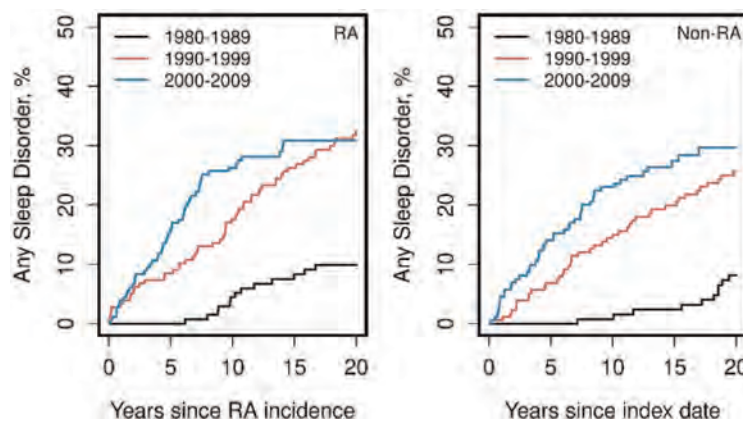 RA
1980-1989
1990-1999
2000-2009
Any Sleep Disorder, %
50
40
30
20
10
0
0 5 10 15 20
Years since RA incidence
Non-RA
1980-1989
1990-1999
2000-2009
Any Sleep Disorder, %
50
40
30
20
10
0
0 5 10 15 20
Years since index date